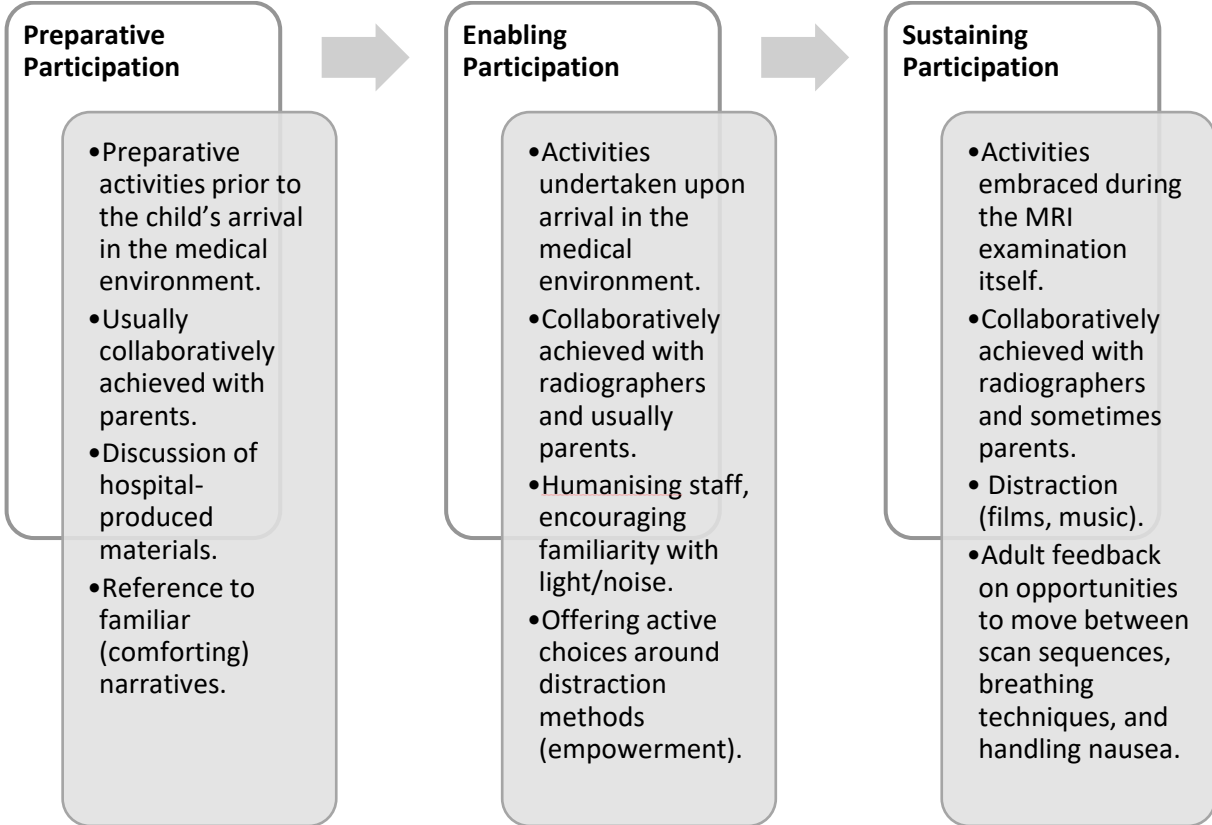 Preparative
Participation
•Preparative
activities prior to
the child's arrival
in the medical
environment.
•Usually
collaboratively
achieved with
parents.
•Discussion of
hospital-
produced
materials.
•Reference to
familiar
(comforting)
narratives.
Enabling
Participation
•Activities
undertaken upon
arrival in the
medical
environment.
•Collaboratively
achieved with
radiographers
and usually
parents.
•Humanising staff,
encouraging
familiarity with
light/noise.
•Offering active
choices around
distraction
methods
(empowerment).
Sustaining
Participation
•Activities
embraced during
the MRI
examination
itself.
•Collaboratively
achieved with
radiographers
and sometimes
parents.
• Distraction
(films, music).
•Adult feedback
on opportunities
to move between
scan sequences,
breathing
techniques, and
handling nausea.